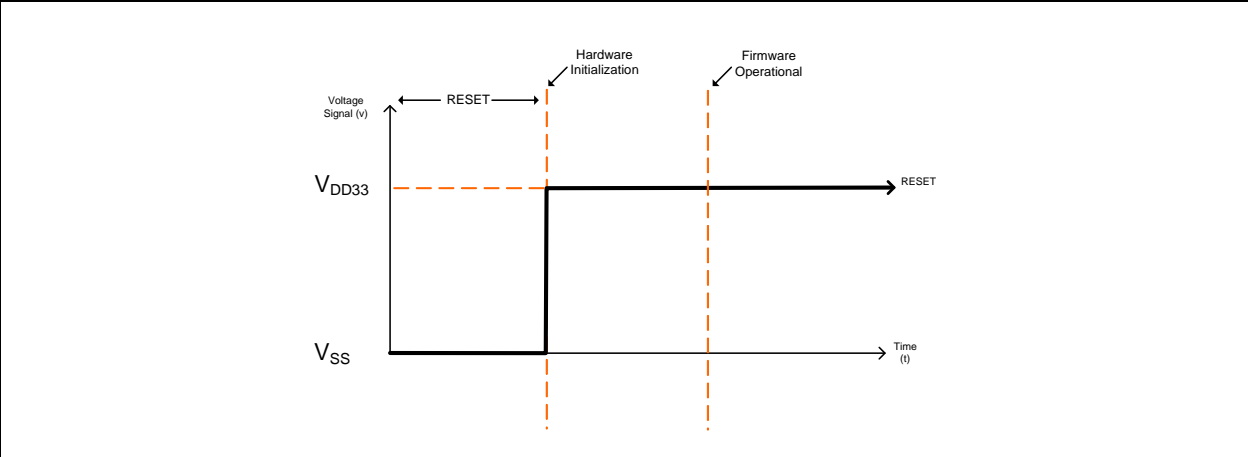 Hardware
Initialization
Firmware
Operational
Voltage
Signal (v)
RESET
VDD33
RESET
VSS
Time
(t)